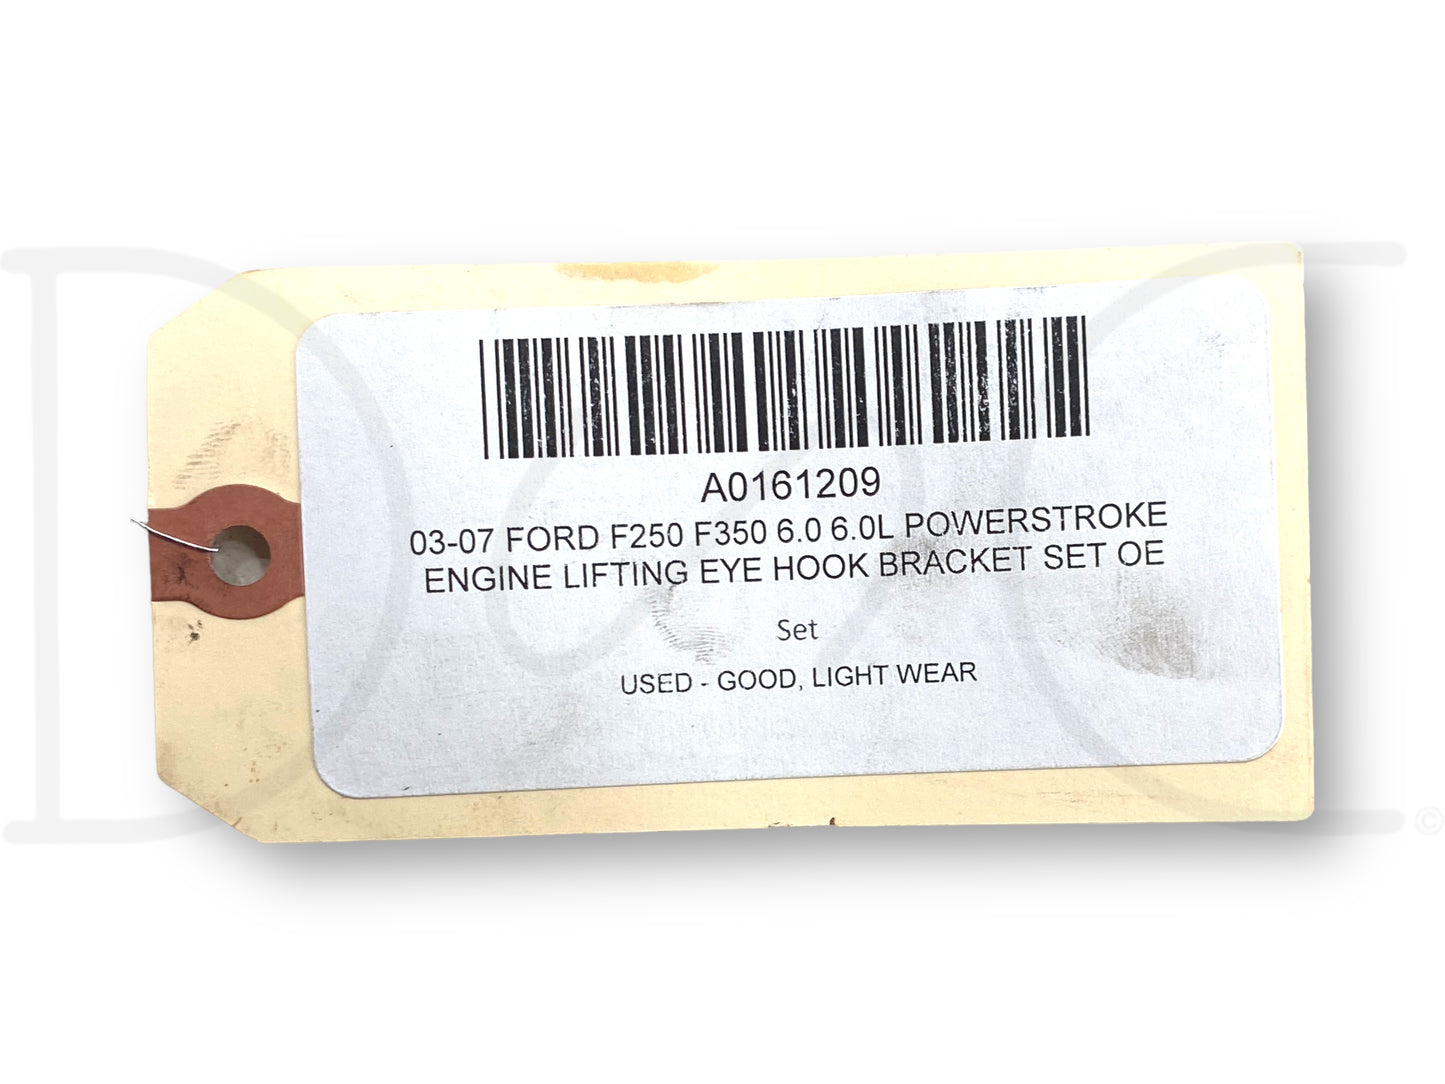 A0161209
03-07 FORD F250 F350 6.0 6.0L POWERSTROKE
ENGINE LIFTING EYE HOOK BRACKET SET OE
Set
USED - GOOD, LIGHT WEAR
©